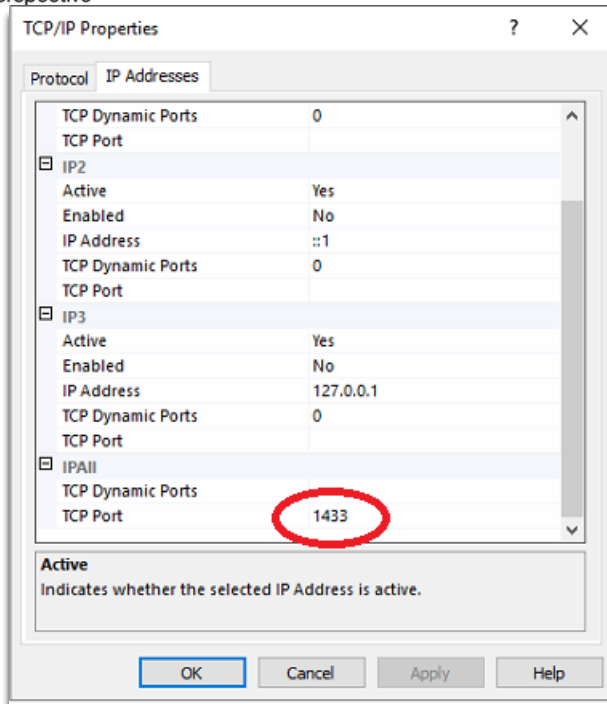 TCP/IP Properties ? ×
Protocol IP Addresses
TCP Dynamic Ports 0
TCP Port
IP2
Active Yes
Enabled No
IP Address ::1
TCP Dynamic Ports 0
TCP Port
IP3
Active Yes
Enabled No
IP Address 127.0.0.1
TCP Dynamic Ports 0
TCP Port
IPAll
TCP Dynamic Ports
TCP Port 1433
Active
Indicates whether the selected IP Address is active.
OK Cancel Apply Help